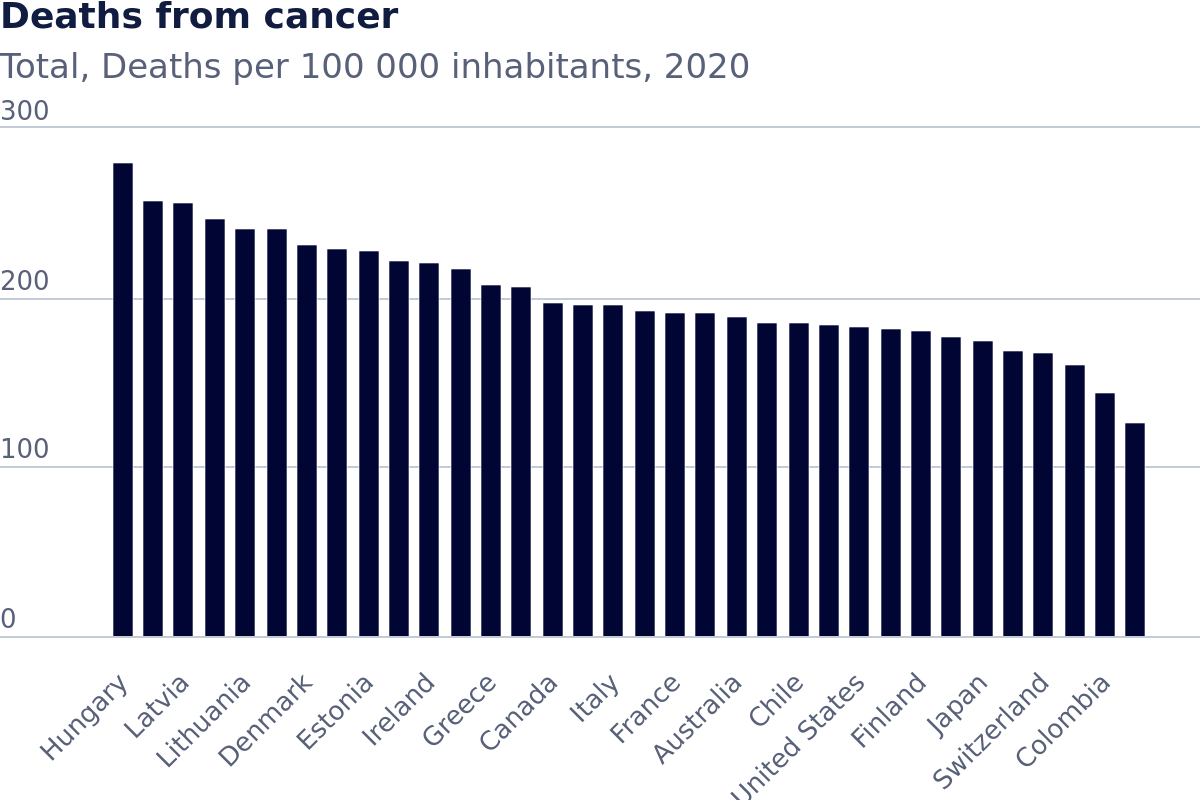 Deaths from cancer
Total, Deaths per 100 000 inhabitants, 2020
300
200
100
0
Hungary
Latvia
Lithuania
Denmark
Estonia
Ireland
Greece
Canada
Italy
France
Australia
Chile
United States
Finland
Japan
Switzerland
Colombia